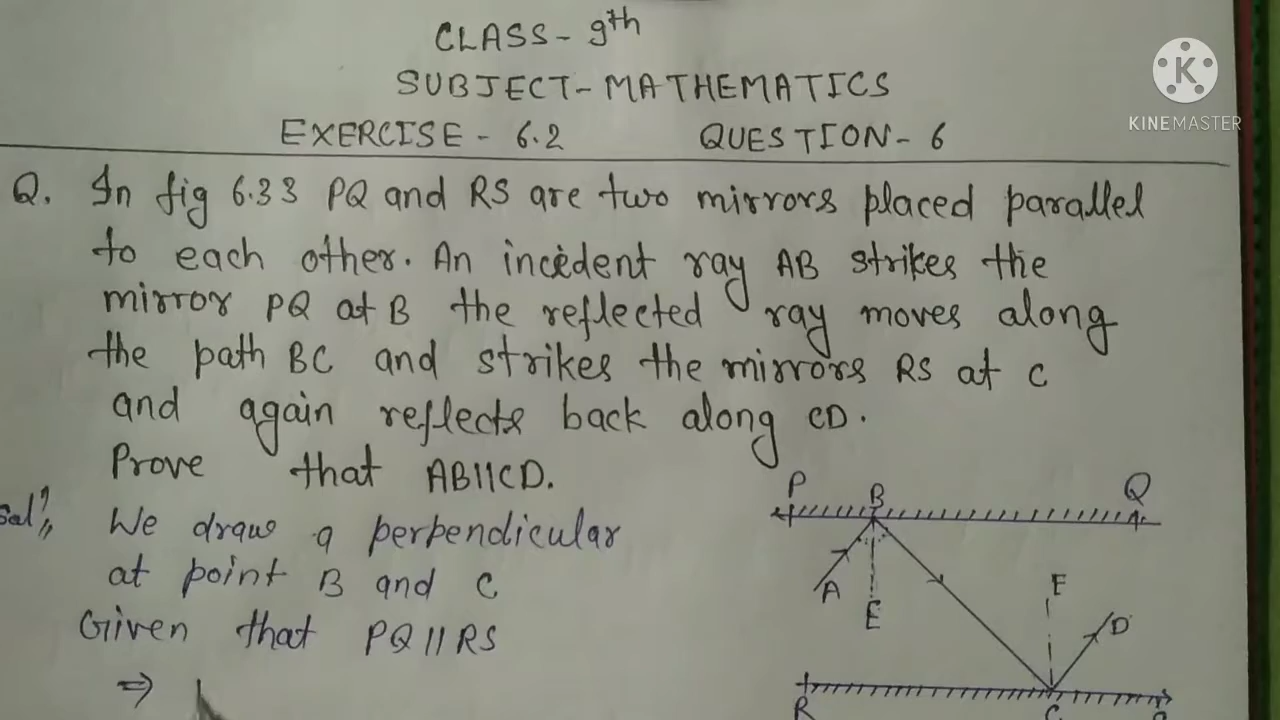 CLASS - 9th
SUBJECT - MATHEMATICS
EXERCISE - 6.2 QUESTION - 6
K
KINEMASTER
Q. In fig 6.33 PQ and RS are two mirrors placed parallel
to each other. An incident ray AB strikes the
mirror PQ at B the reflected ray moves along
the path BC and strikes the mirrors RS at C
and again reflects back along CD.
Prove that AB||CD.
We draw a perpendicular
at point B and C
Given that PQ || RS
⇒
P B Q
A E F D
R C